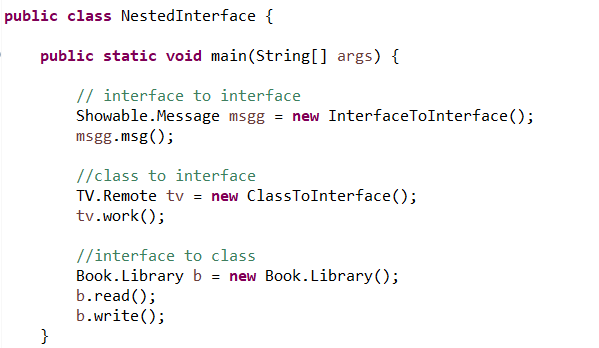 public class NestedInterface {
public static void main(String[] args) {
// interface to interface
Showable.Message msgg = new InterfaceToInterface();
msgg.msg();
//class to interface
TV.Remote tv = new ClassToInterface();
tv.work();
//interface to class
Book.Library b = new Book.Library();
b.read();
b.write();
}